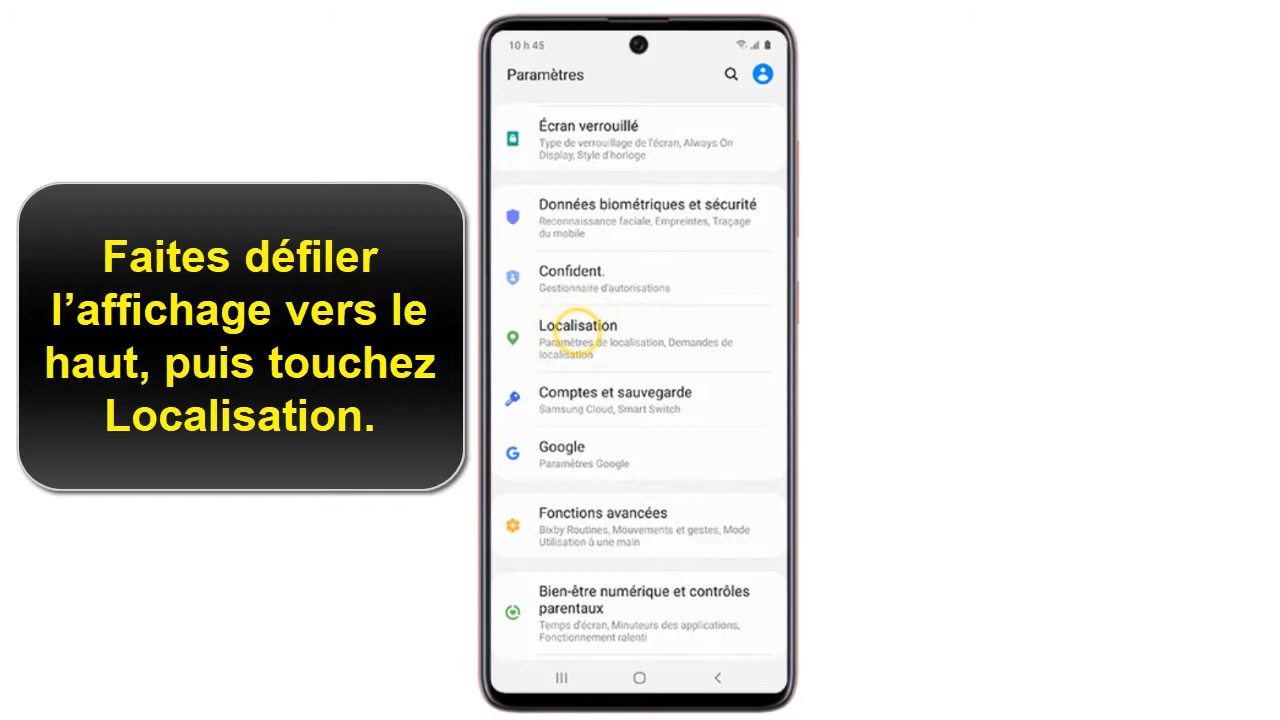 Faites défiler
l’affichage vers le
haut, puis touchez
Localisation.
10 h 45
Paramètres
Écran verrouillé
Type de verrouillage de l'écran, Always On
Display, Style d'horloge
Données biométriques et sécurité
Reconnaissance faciale, Empreintes, Traçage
du mobile
Confident.
Gestionnaire d'autorisations
Localisation
Paramètres de localisation, Demandes de
localisation
Comptes et sauvegarde
Samsung Cloud, Smart Switch
Google
Paramètres Google
Fonctions avancées
Bixby Routines, Mouvements et gestes, Mode
Utilisation à une main
Bien-être numérique et contrôles
parentaux
Temps d'écran, Minuteurs des applications,
Fonctionnement ralenti